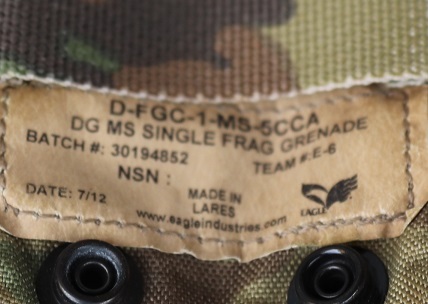 D-FGC-1-MS-5CCA
DG MS SINGLE FRAG GRENADE
BATCH #: 30194852 TEAM #:E-6
NSN :
DATE: 7/12 MADE IN
LARES
www.eagleindustries.com
EAGLE